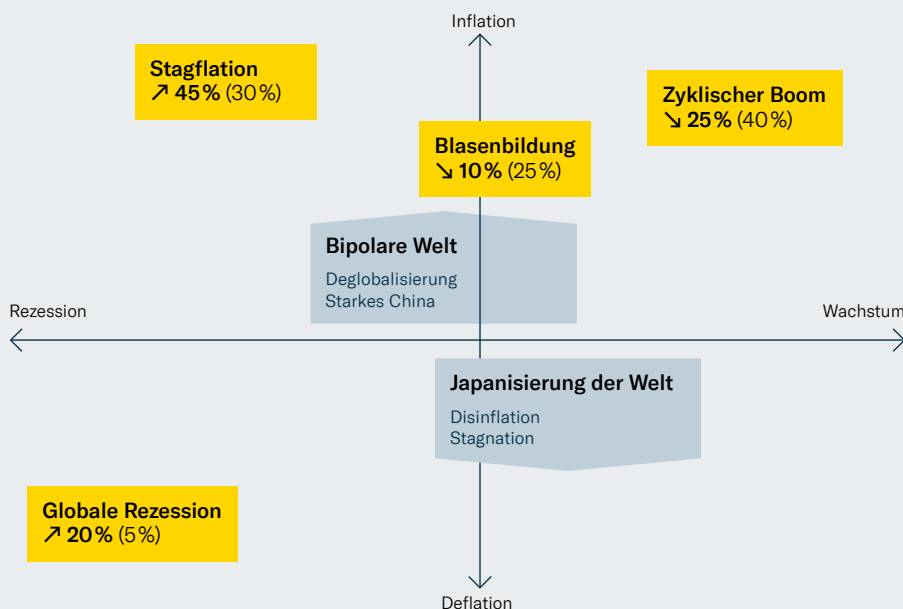 Inflation
Stagflation
↗ 45% (30%)
Zyklischer Boom
↘ 25% (40%)
Blasenbildung
↘ 10% (25%)
Bipolare Welt
Deglobalisierung
Starkes China
Rezession
Wachstum
Japanisierung der Welt
Disinflation
Stagnation
Globale Rezession
↗ 20% (5%)
Deflation